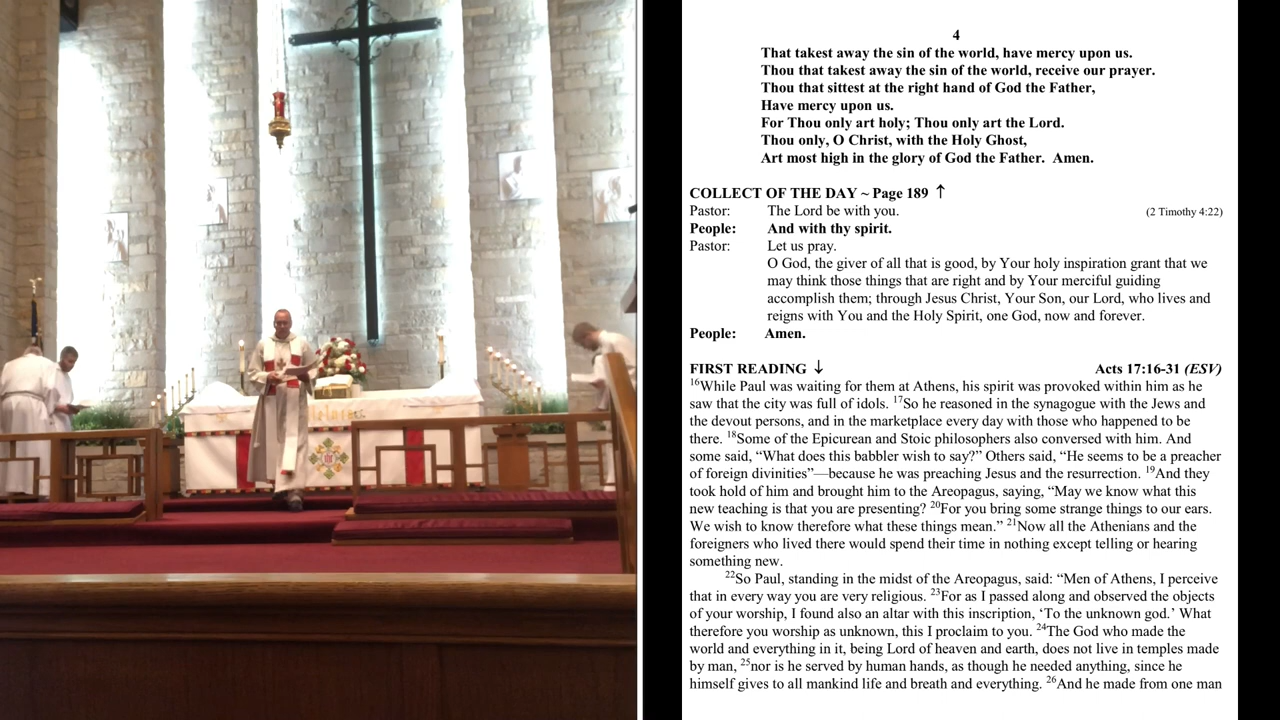 4
That takest away the sin of the world, have mercy upon us.
Thou that takest away the sin of the world, receive our prayer.
Thou that sittest at the right hand of God the Father,
Have mercy upon us.
For Thou only art holy; Thou only art the Lord.
Thou only, O Christ, with the Holy Ghost,
Art most high in the glory of God the Father.  Amen.
COLLECT OF THE DAY ~ Page 189 ↑
Pastor: The Lord be with you. (2 Timothy 4:22)
People: And with thy spirit.
Pastor: Let us pray.
O God, the giver of all that is good, by Your holy inspiration grant that we
may think those things that are right and by Your merciful guiding
accomplish them; through Jesus Christ, Your Son, our Lord, who lives and
reigns with You and the Holy Spirit, one God, now and forever.
People: Amen.
FIRST READING ↓ Acts 17:16-31 (ESV)
16While Paul was waiting for them at Athens, his spirit was provoked within him as he
saw that the city was full of idols. 17So he reasoned in the synagogue with the Jews and
the devout persons, and in the marketplace every day with those who happened to be
there. 18Some of the Epicurean and Stoic philosophers also conversed with him. And
some said, “What does this babbler wish to say?” Others said, “He seems to be a preacher
of foreign divinities”—because he was preaching Jesus and the resurrection. 19And they
took hold of him and brought him to the Areopagus, saying, “May we know what this
new teaching is that you are presenting? 20For you bring some strange things to our ears.
We wish to know therefore what these things mean.” 21Now all the Athenians and the
foreigners who lived there would spend their time in nothing except telling or hearing
something new.
22So Paul, standing in the midst of the Areopagus, said: “Men of Athens, I perceive
that in every way you are very religious. 23For as I passed along and observed the objects
of your worship, I found also an altar with this inscription, ‘To the unknown god.’ What
therefore you worship as unknown, this I proclaim to you. 24The God who made the
world and everything in it, being Lord of heaven and earth, does not live in temples made
by man, 25nor is he served by human hands, as though he needed anything, since he
himself gives to all mankind life and breath and everything. 26And he made from one man